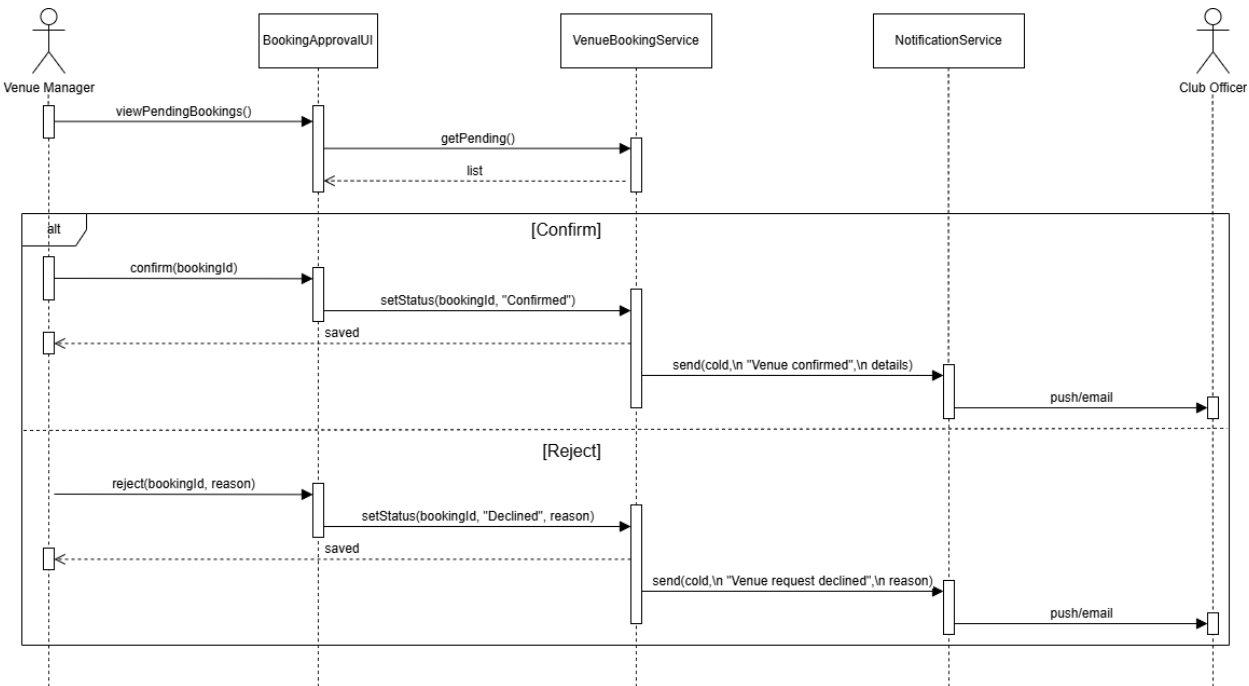 BookingApprovalUI
VenueBookingService
NotificationService
Venue Manager
Club Officer
viewPendingBookings()
getPending()
list
alt
[Confirm]
confirm(bookingId)
setStatus(bookingId, "Confirmed")
saved
send(cold,\n "Venue confirmed",\n details)
push/email
[Reject]
reject(bookingId, reason)
setStatus(bookingId, "Declined", reason)
saved
send(cold,\n "Venue request declined",\n reason)
push/email